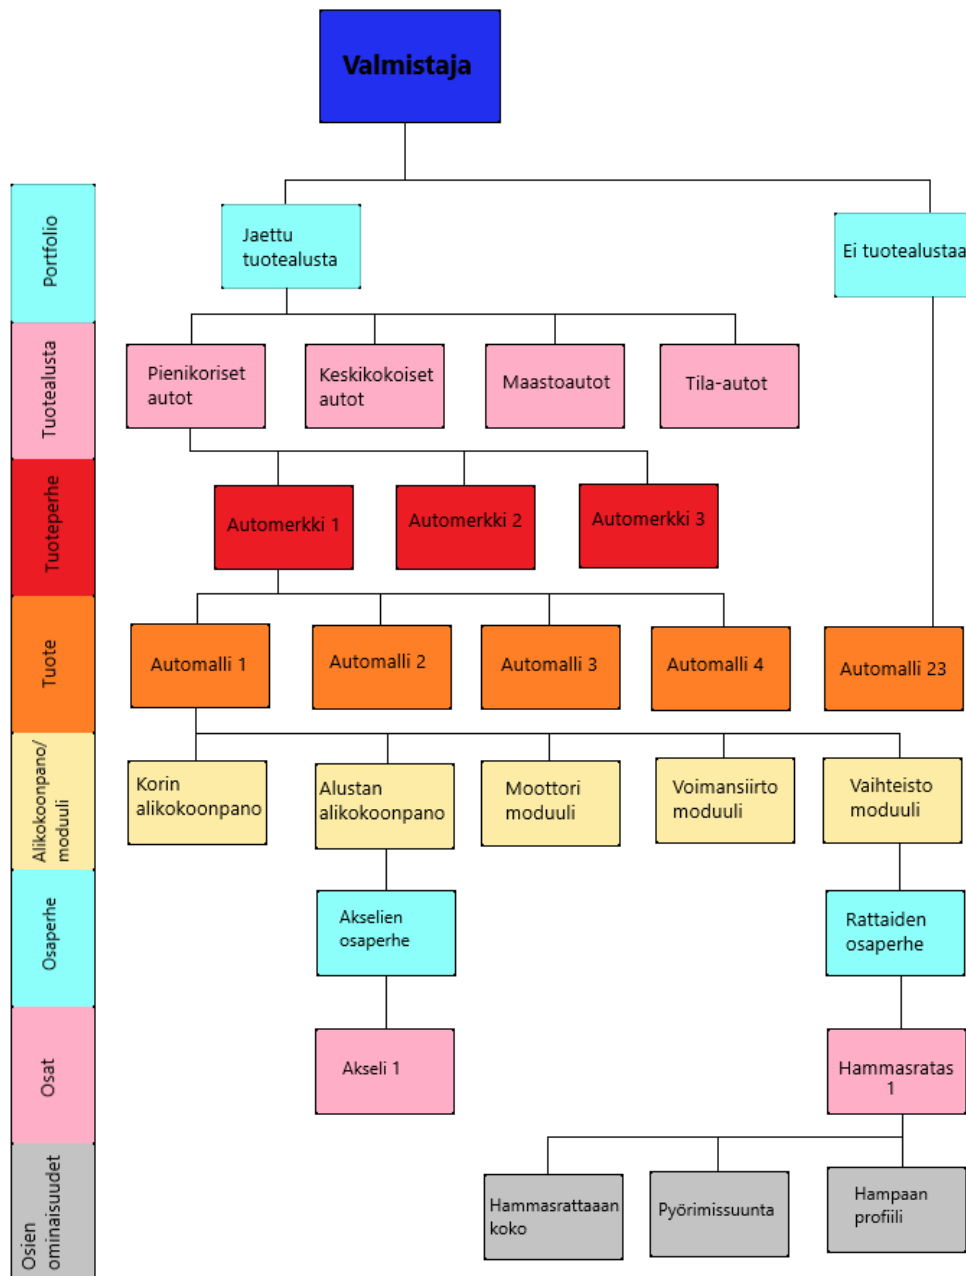 Valmistaja
Portfolio
Jaettu
tuotealusta
Ei tuotealustaa
Tuotealusta
Pienikoriset
autot
Keskikokoiset
autot
Maastoautot
Tila-autot
Tuoteperhe
Automerkki 1
Automerkki 2
Automerkki 3
Tuote
Automalli 1
Automalli 2
Automalli 3
Automalli 4
Automalli 23
Alikokoonpano/
moduuli
Korin
alikokoonpano
Alustan
alikokoonpano
Moottori
moduuli
Voimansiirto
moduuli
Vaihteisto
moduuli
Osaperhe
Akselien
osaperhe
Rattaiden
osaperhe
Osat
Akseli 1
Hammasratas
1
Osien
ominaisuudet
Hammasrattaaan
koko
Pyörimissuunta
Hampaan
profiili